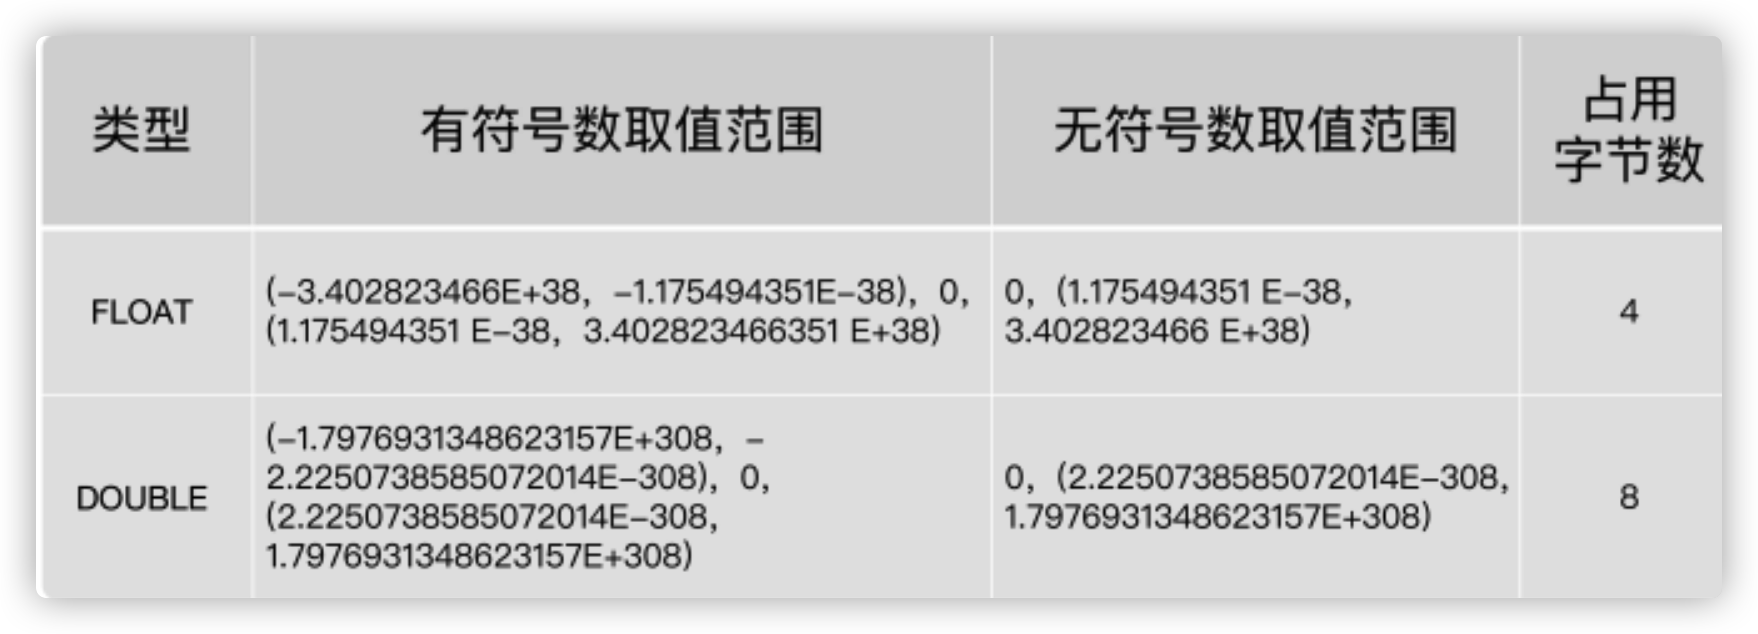 类型
有符号数取值范围
无符号数取值范围
占用
字节数
FLOAT
(-3.402823466E+38, -1.175494351E-38), 0,
(1.175494351 E-38, 3.402823466351 E+38)
0, (1.175494351 E-38,
3.402823466 E+38)
4
DOUBLE
(-1.7976931348623157E+308, -
2.2250738585072014E-308), 0,
(2.2250738585072014E-308,
1.7976931348623157E+308)
0, (2.2250738585072014E-308,
1.7976931348623157E+308)
8